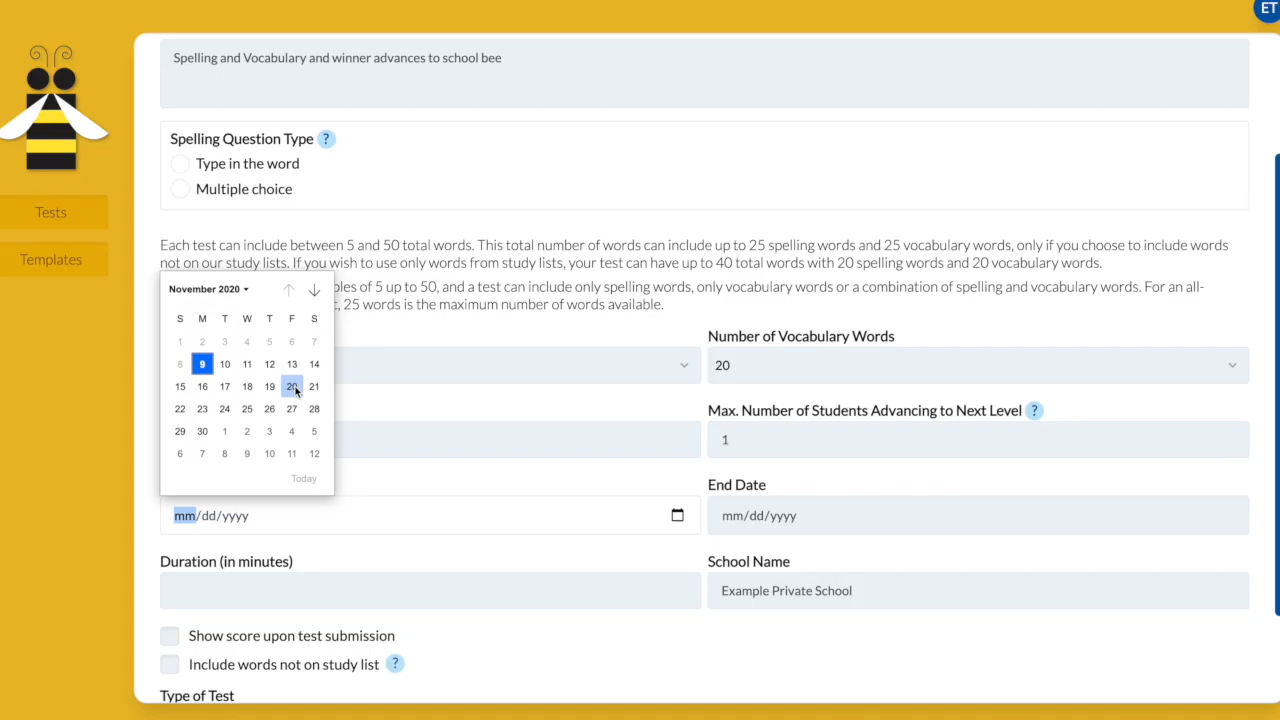 ET
Spelling and Vocabulary and winner advances to school bee
Spelling Question Type ?
Type in the word
Multiple choice
Tests
Templates
Each test can include between 5 and 50 total words. This total number of words can include up to 25 spelling words and 25 vocabulary words, only if you choose to include words
not on our study lists. If you wish to use only words from study lists, your test can have up to 40 total words with 20 spelling words and 20 vocabulary words.
les of 5 up to 50, and a test can include only spelling words, only vocabulary words or a combination of spelling and vocabulary words. For an all-
t, 25 words is the maximum number of words available.
November 2020
S M T W T F S
1 2 3 4 5 6 7
8 9 10 11 12 13 14
15 16 17 18 19 20 21
22 23 24 25 26 27 28
29 30 1 2 3 4 5
6 7 8 9 10 11 12
Today
Number of Vocabulary Words
20
Max. Number of Students Advancing to Next Level ?
1
End Date
mm/dd/yyyy
mm/dd/yyyy
Duration (in minutes)
School Name
Example Private School
Show score upon test submission
Include words not on study list ?
Type of Test